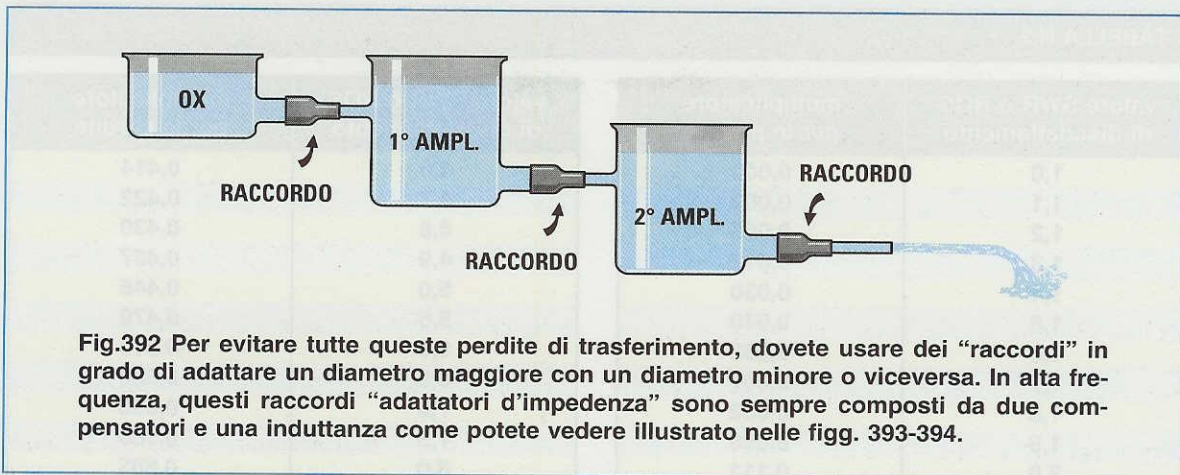 OX
1° AMPL.
RACCORDO
RACCORDO
2° AMPL.
RACCORDO
Fig.392 Per evitare tutte queste perdite di trasferimento, dovete usare dei “raccordi” in
grado di adattare un diametro maggiore con un diametro minore o viceversa. In alta fre-
quenza, questi raccordi “adattatori d’impedenza” sono sempre composti da due com-
pensatori e una induttanza come potete vedere illustrato nelle figg. 393-394.